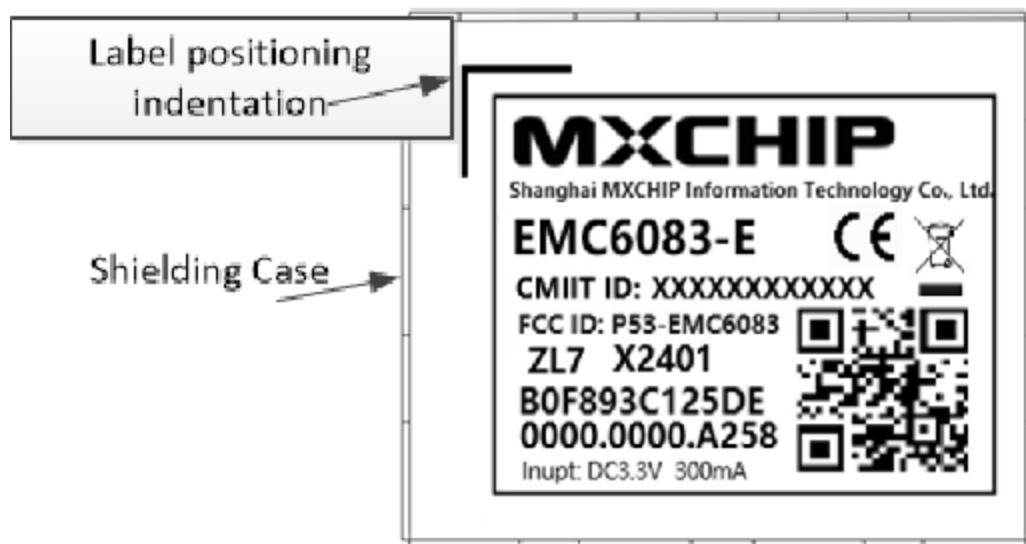 Label positioning
indentation
Shielding Case
MXCHIP
Shanghai MXCHIP Information Technology Co., Ltd.
EMC6083-E
CE
CMIIT ID: XXXXXXXXXXXX
FCC ID: P53-EMC6083
ZL7 X2401
B0F893C125DE
0000.0000.A258
Inupt: DC3.3V 300mA